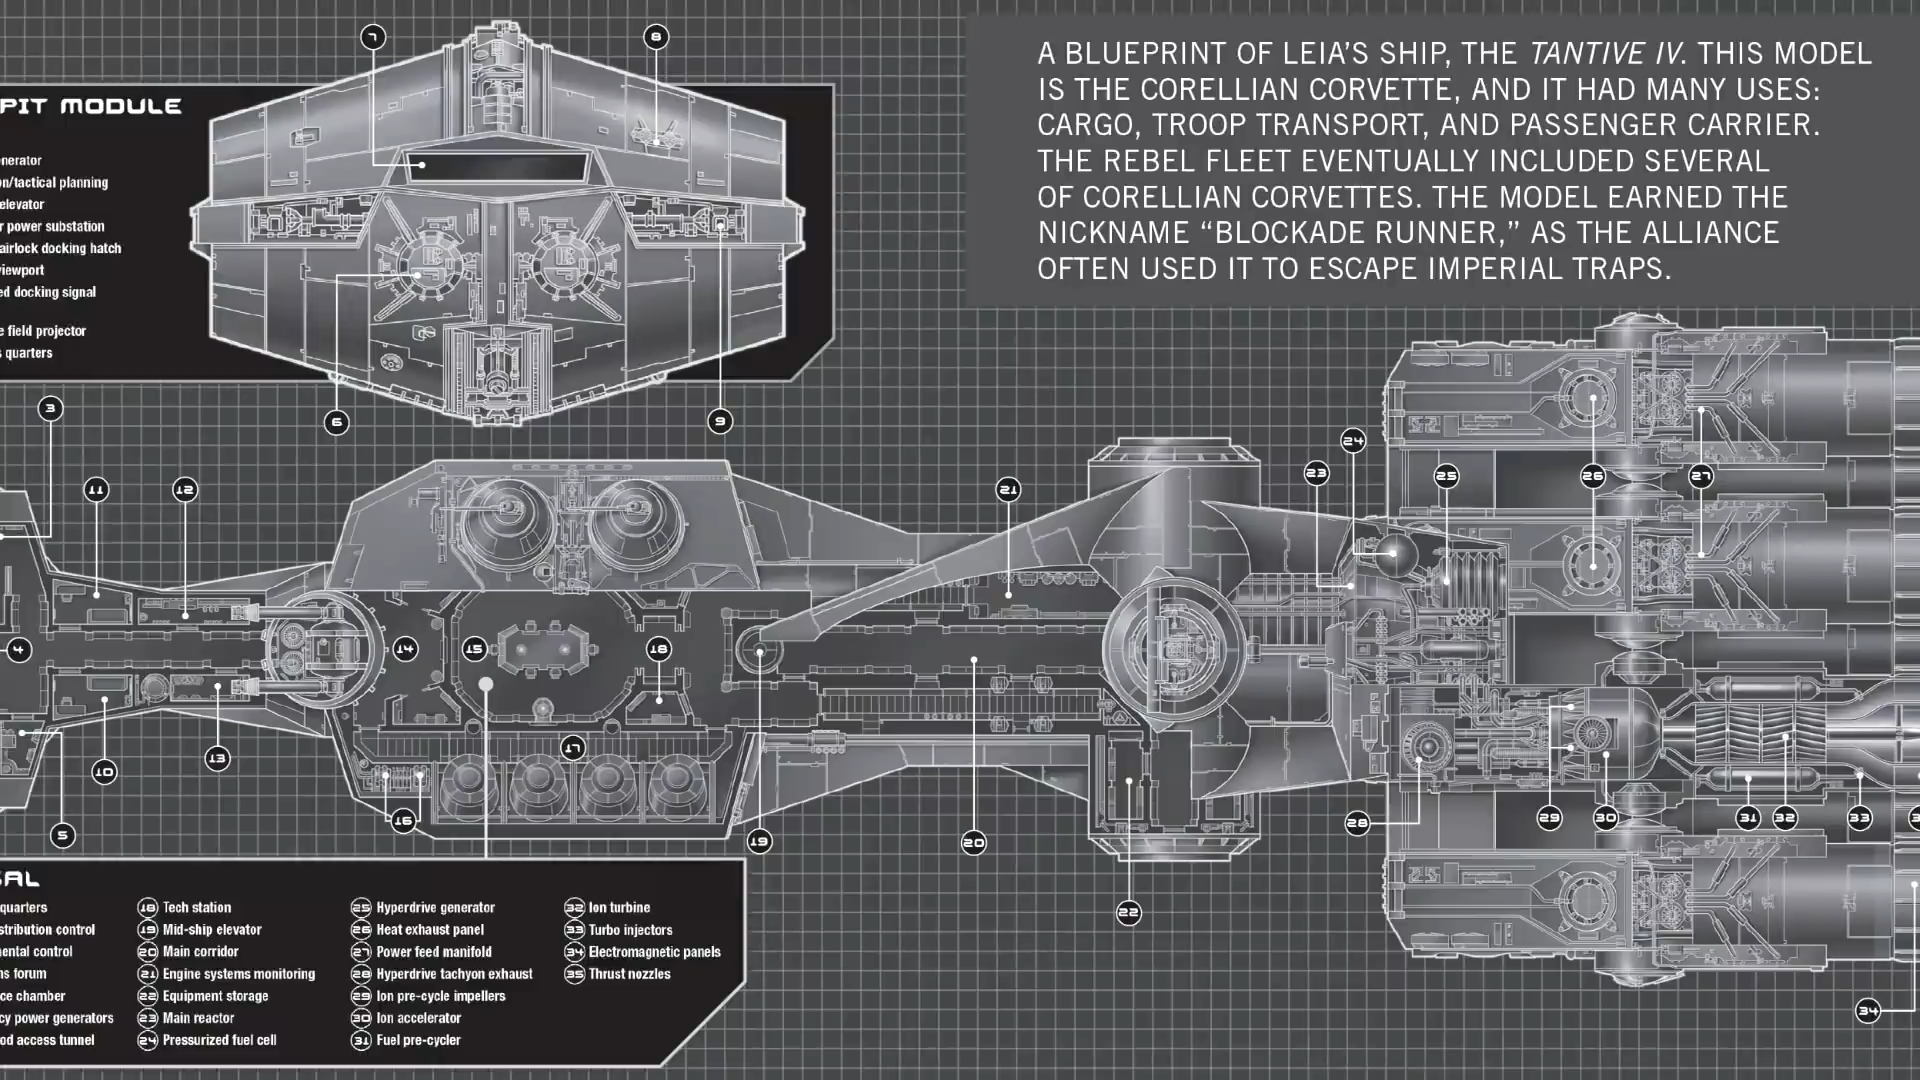 A BLUEPRINT OF LEIA'S SHIP, THE TANTIVE IV. THIS MODEL
IS THE CORELLIAN CORVETTE, AND IT HAD MANY USES:
CARGO, TROOP TRANSPORT, AND PASSENGER CARRIER.
THE REBEL FLEET EVENTUALLY INCLUDED SEVERAL
OF CORELLIAN CORVETTES. THE MODEL EARNED THE
NICKNAME “BLOCKADE RUNNER,” AS THE ALLIANCE
OFTEN USED IT TO ESCAPE IMPERIAL TRAPS.
PIT MODULE
enerator
on/tactical planning
elevator
r power substation
airlock docking hatch
viewport
ed docking signal
e field projector
s quarters
7
8
6
9
3
11
12
4
14
15
18
10
13
5
17
16
19
20
21
22
23
24
25
26
27
28
29
30
31
32
33
34
quarters
stribution control
mental control
ns forum
ce chamber
cy power generators
od access tunnel
18 Tech station
19 Mid-ship elevator
20 Main corridor
21 Engine systems monitoring
22 Equipment storage
23 Main reactor
24 Pressurized fuel cell
25 Hyperdrive generator
26 Heat exhaust panel
27 Power feed manifold
28 Hyperdrive tachyon exhaust
29 Ion pre-cycle impellers
30 Ion accelerator
31 Fuel pre-cycler
32 Ion turbine
33 Turbo injectors
34 Electromagnetic panels
35 Thrust nozzles